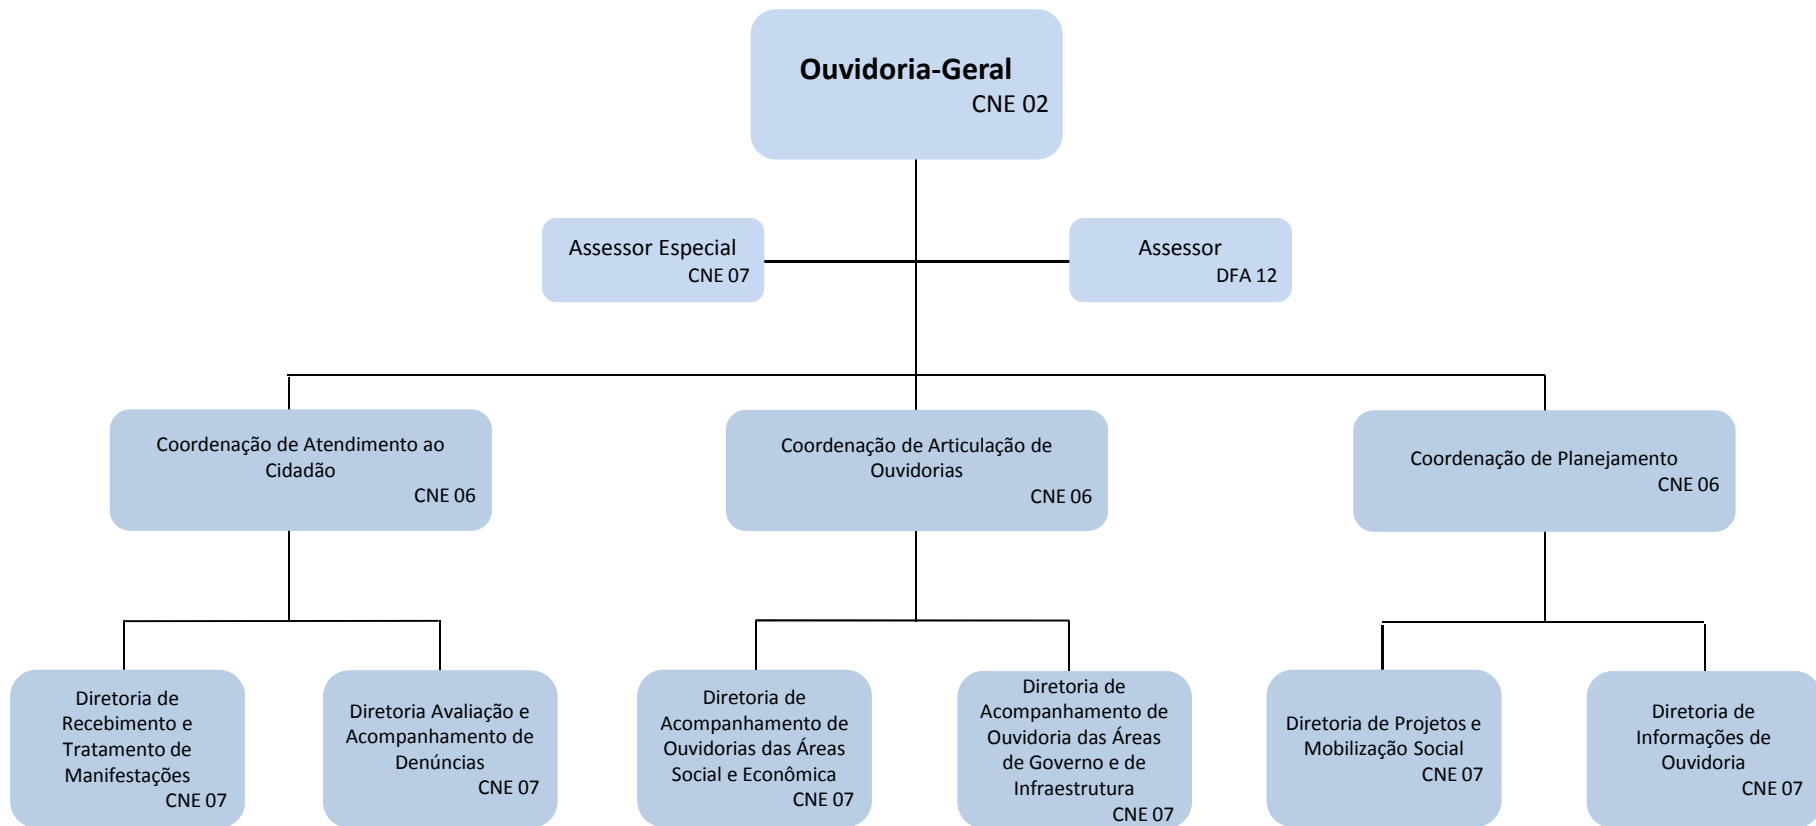 Ouvidoria-Geral
CNE 02
Assessor Especial
CNE 07
Assessor
DFA 12
Coordenação de Atendimento ao
Cidadão
CNE 06
Coordenação de Articulação de
Ouvidorias
CNE 06
Coordenação de Planejamento
CNE 06
Diretoria de
Recebimento e
Tratamento de
Manifestações
CNE 07
Diretoria Avaliação e
Acompanhamento de
Denúncias
CNE 07
Diretoria de
Acompanhamento de
Ouvidorias das Áreas
Social e Econômica
CNE 07
Diretoria de
Acompanhamento de
Ouvidoria das Áreas
de Governo e de
Infraestrutura
CNE 07
Diretoria de Projetos e
Mobilização Social
CNE 07
Diretoria de
Informações de
Ouvidoria
CNE 07